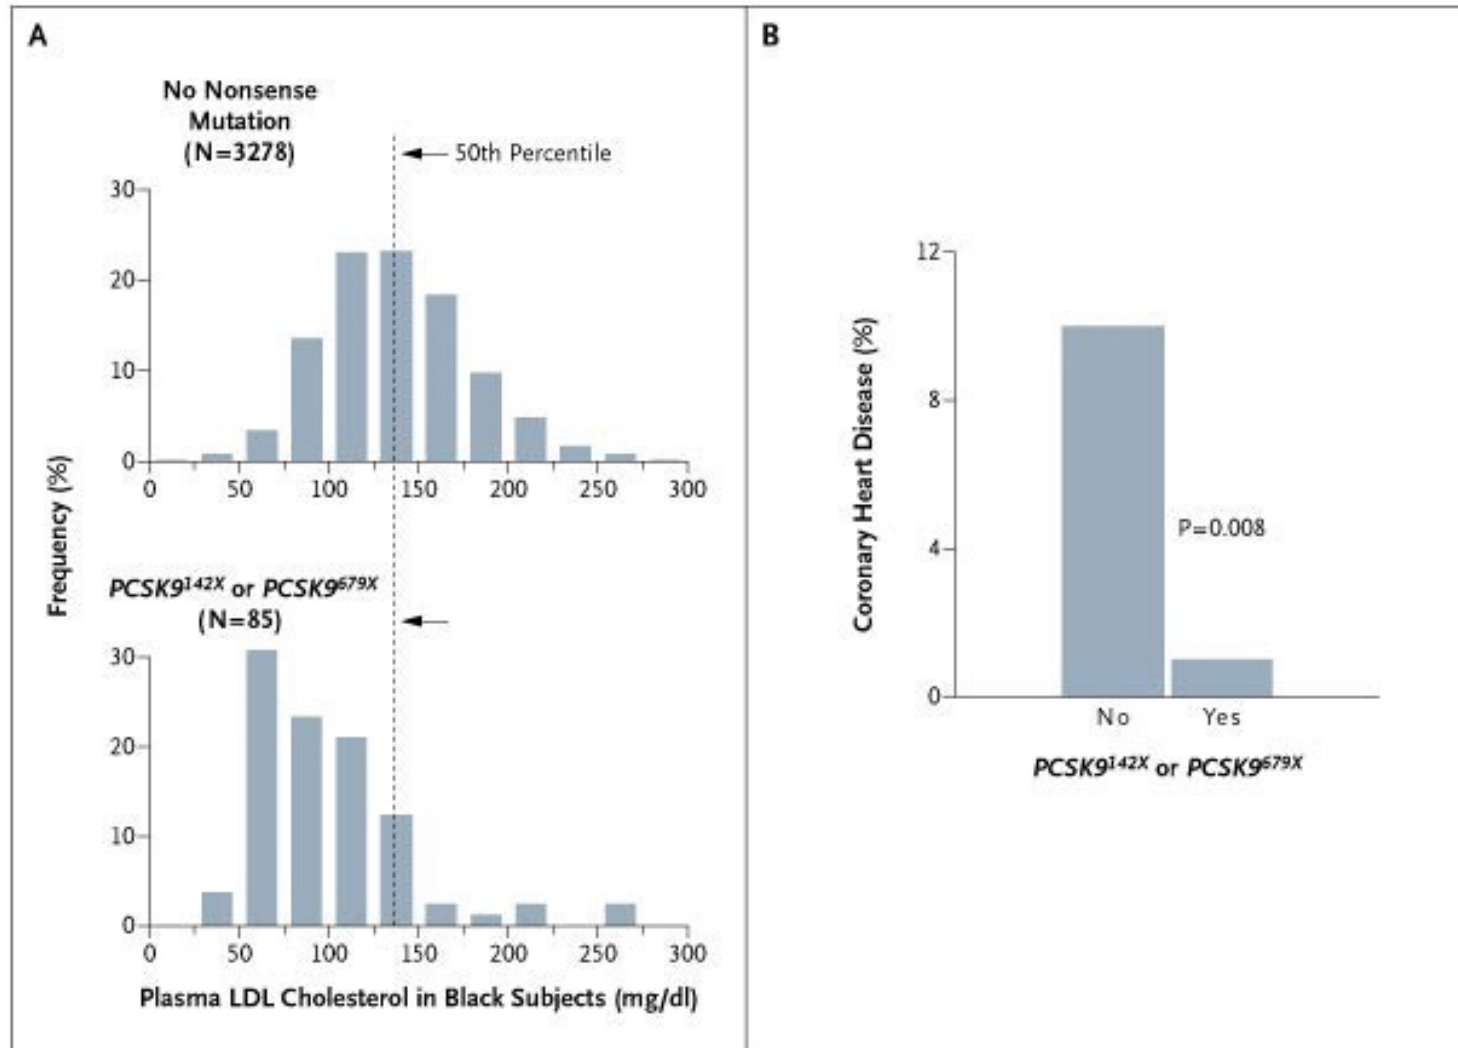 A
No Nonsense
Mutation
(N=3278)
50th Percentile
30
20
10
0
0 50 100 150 200 250 300
Frequency (%)
PCSK9142X or PCSK9679X
(N=85)
30
20
10
0
0 50 100 150 200 250 300
Plasma LDL Cholesterol in Black Subjects (mg/dl)
B
12
8
4
0
Coronary Heart Disease (%)
P=0.008
No Yes
PCSK9142X or PCSK9679X